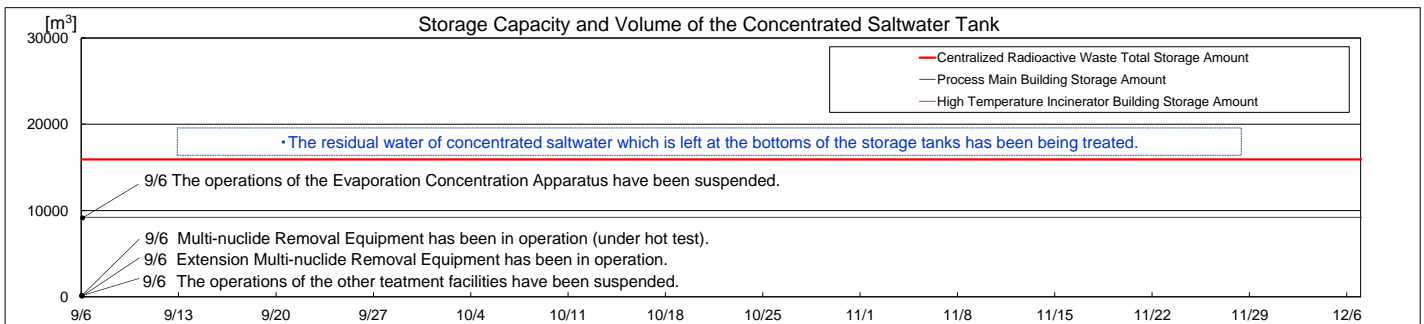 Storage Capacity and Volume of the Concentrated Saltwater Tank
[m³]
30000
Centralized Radioactive Waste Total Storage Amount
Process Main Building Storage Amount
High Temperature Incinerator Building Storage Amount
20000
・The residual water of concentrated saltwater which is left at the bottoms of the storage tanks has been being treated.
9/6 The operations of the Evaporation Concentration Apparatus have been suspended.
10000
9/6 Multi-nuclide Removal Equipment has been in operation (under hot test).
9/6 Extension Multi-nuclide Removal Equipment has been in operation.
9/6 The operations of the other teatment facilities have been suspended.
0
9/6 9/13 9/20 9/27 10/4 10/11 10/18 10/25 11/1 11/8 11/15 11/22 11/29 12/6